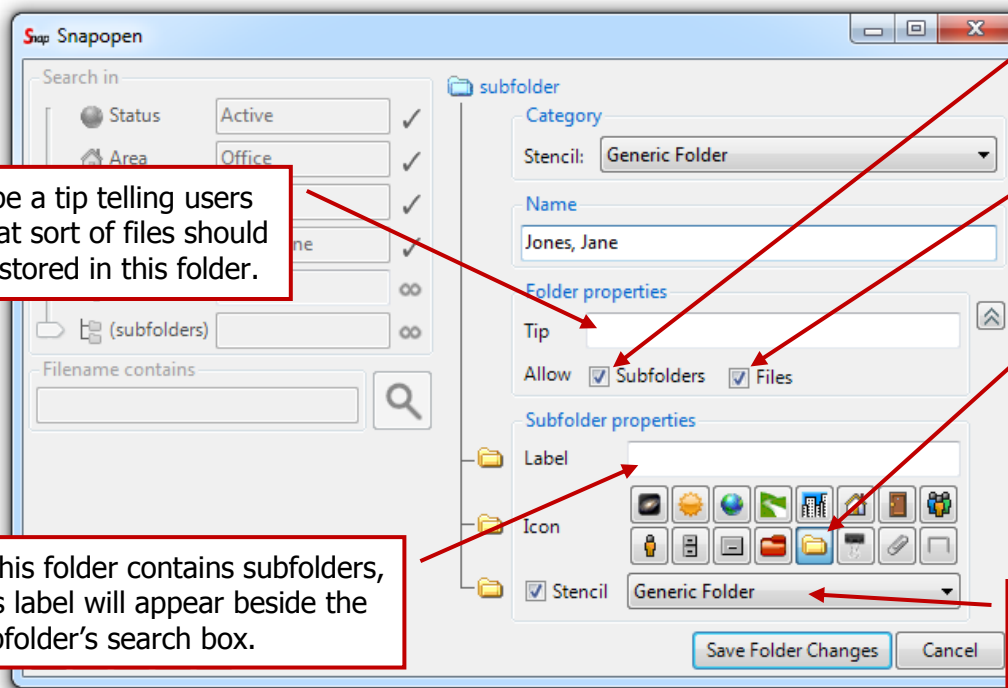 Snap Snapopen
Search in
Status Active
Area Office
be a tip telling users
at sort of files should
stored in this folder.
ne
(subfolders)
Filename contains
his folder contains subfolders,
s label will appear beside the
folder's search box.
subfolder
Category
Stencil: Generic Folder
Name
Jones, Jane
Folder properties
Tip
Allow Subfolders Files
Subfolder properties
Label
Icon
Stencil Generic Folder
Save Folder Changes Cancel